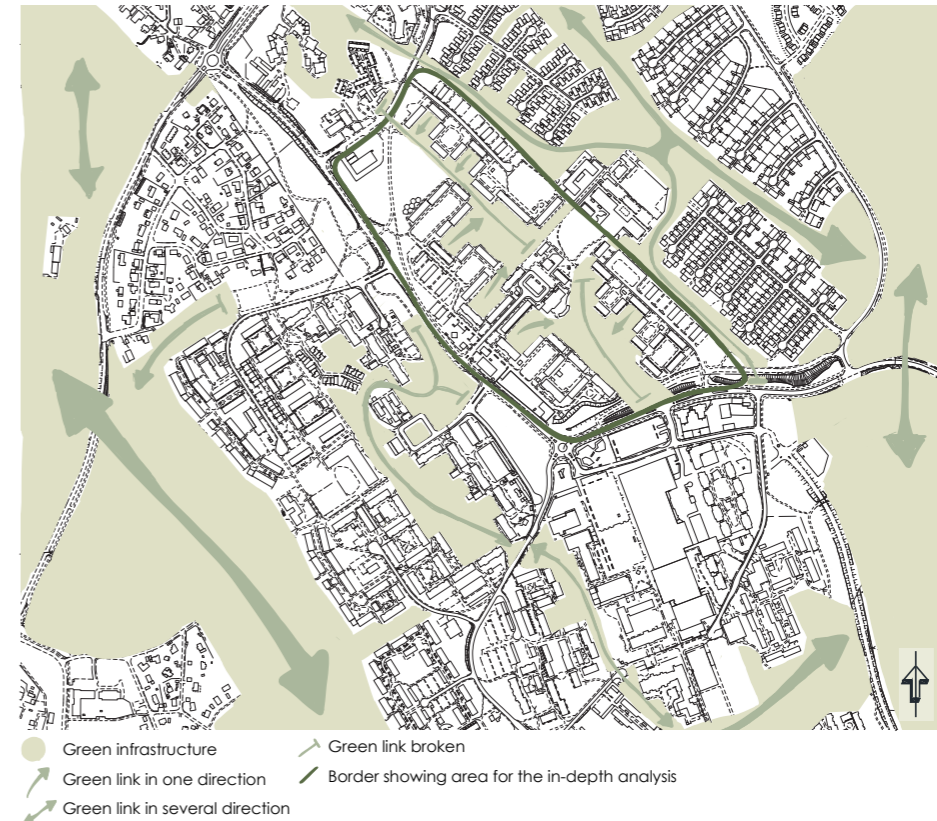 Green infrastructure
Green link in one direction
Green link in several direction
Green link broken
Border showing area for the in-depth analysis